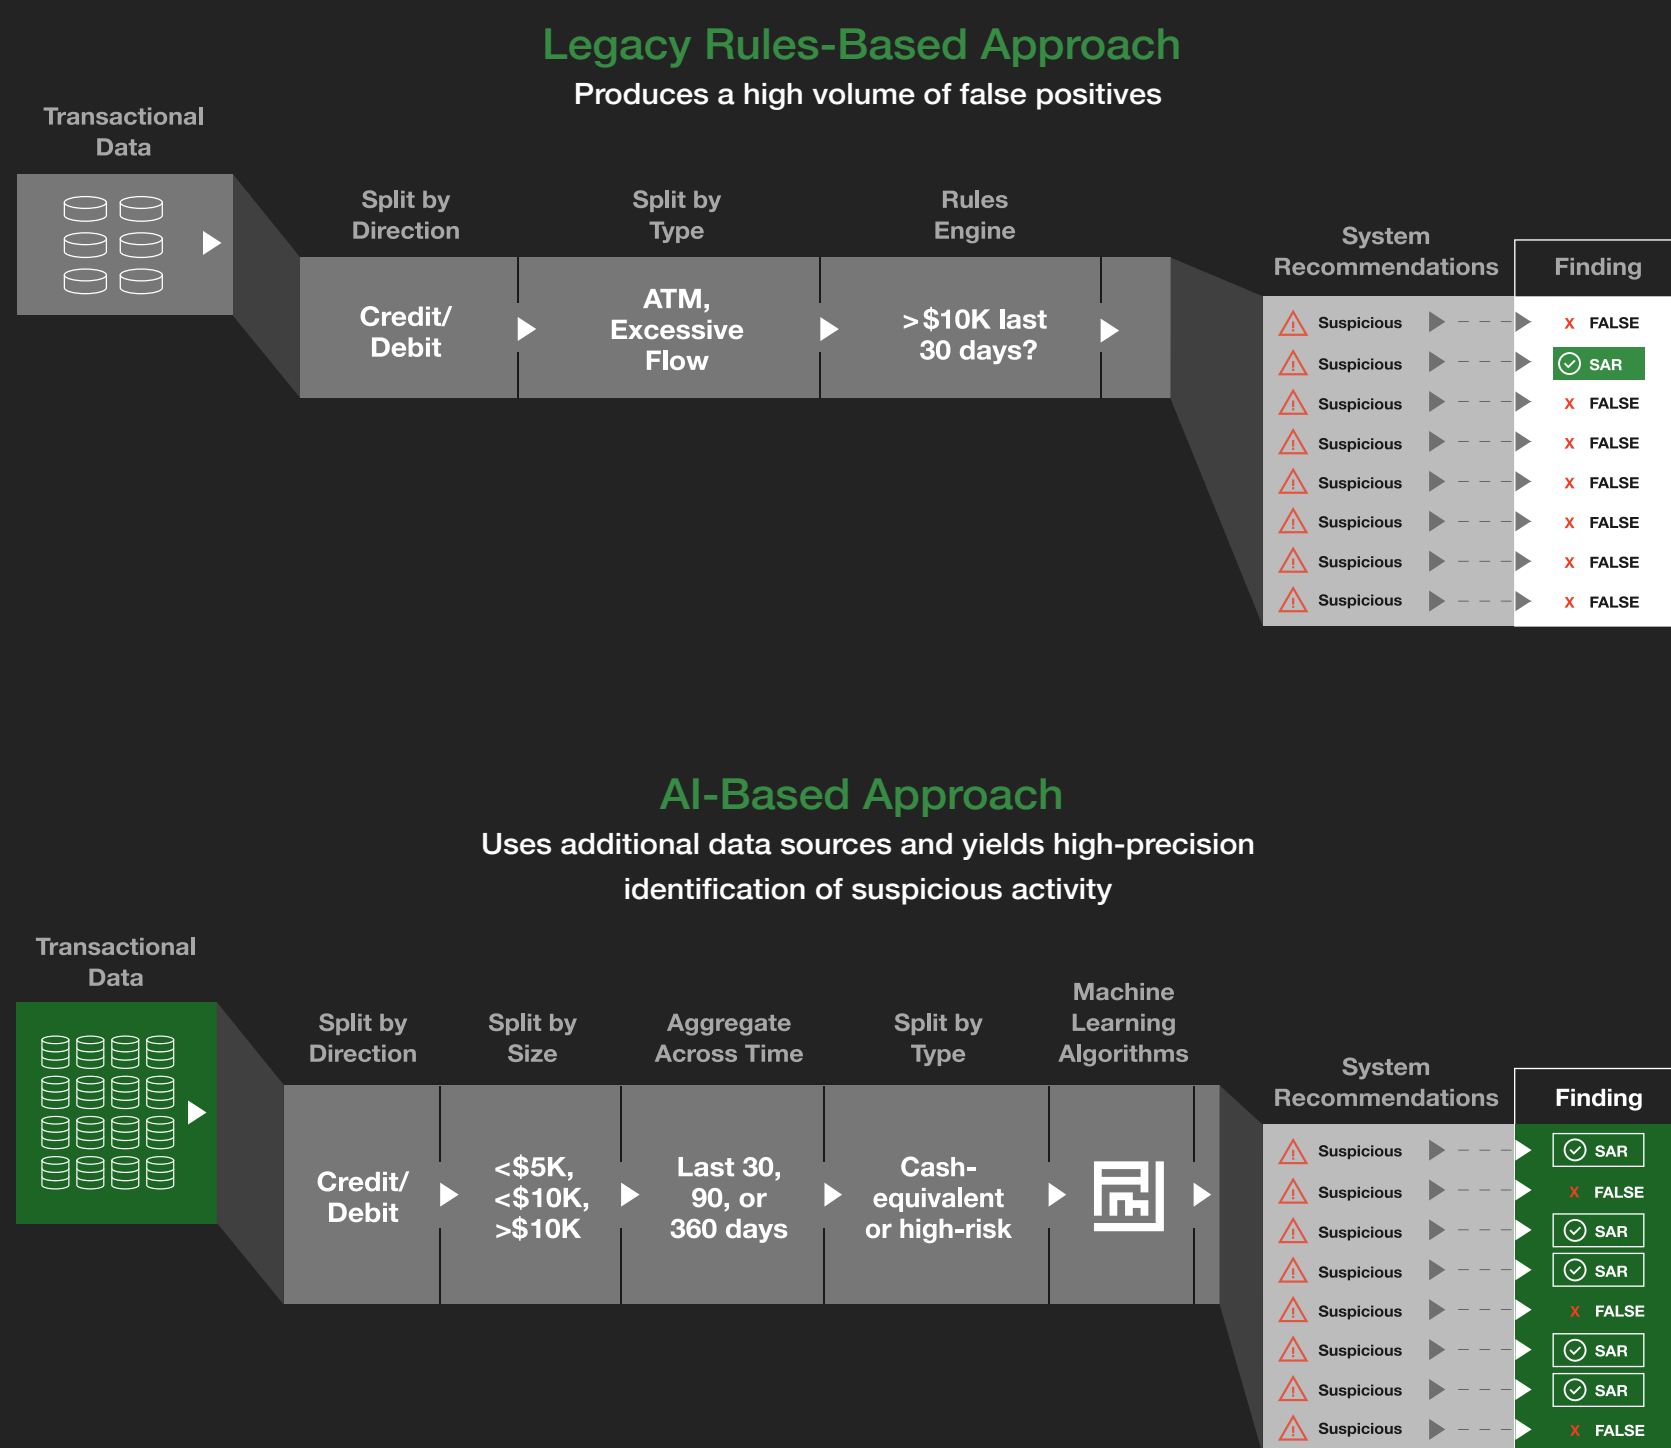 Legacy Rules-Based Approach
Produces a high volume of false positives
Transactional
Data
Split by
Direction
Split by
Type
Rules
Engine
System
Recommendations
Finding
Credit/
Debit
ATM,
Excessive
Flow
>$10K last
30 days?
Suspicious
X FALSE
Suspicious
SAR
Suspicious
X FALSE
Suspicious
X FALSE
Suspicious
X FALSE
Suspicious
X FALSE
Suspicious
X FALSE
Suspicious
X FALSE
AI-Based Approach
Uses additional data sources and yields high-precision
identification of suspicious activity
Transactional
Data
Split by
Direction
Split by
Size
Aggregate
Across Time
Split by
Type
Machine
Learning
Algorithms
System
Recommendations
Finding
Credit/
Debit
<$5K,
<$10K,
>$10K
Last 30,
90, or
360 days
Cash-
equivalent
or high-risk
Suspicious
SAR
Suspicious
X FALSE
Suspicious
SAR
Suspicious
SAR
Suspicious
X FALSE
Suspicious
SAR
Suspicious
SAR
Suspicious
X FALSE